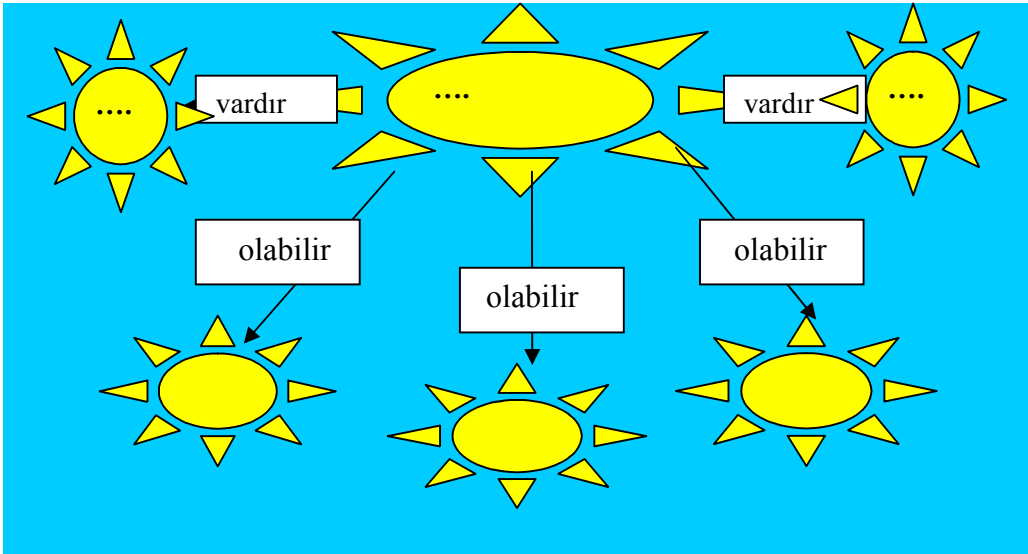 ....
vardır
....
vardır
....
olabilir
olabilir
olabilir